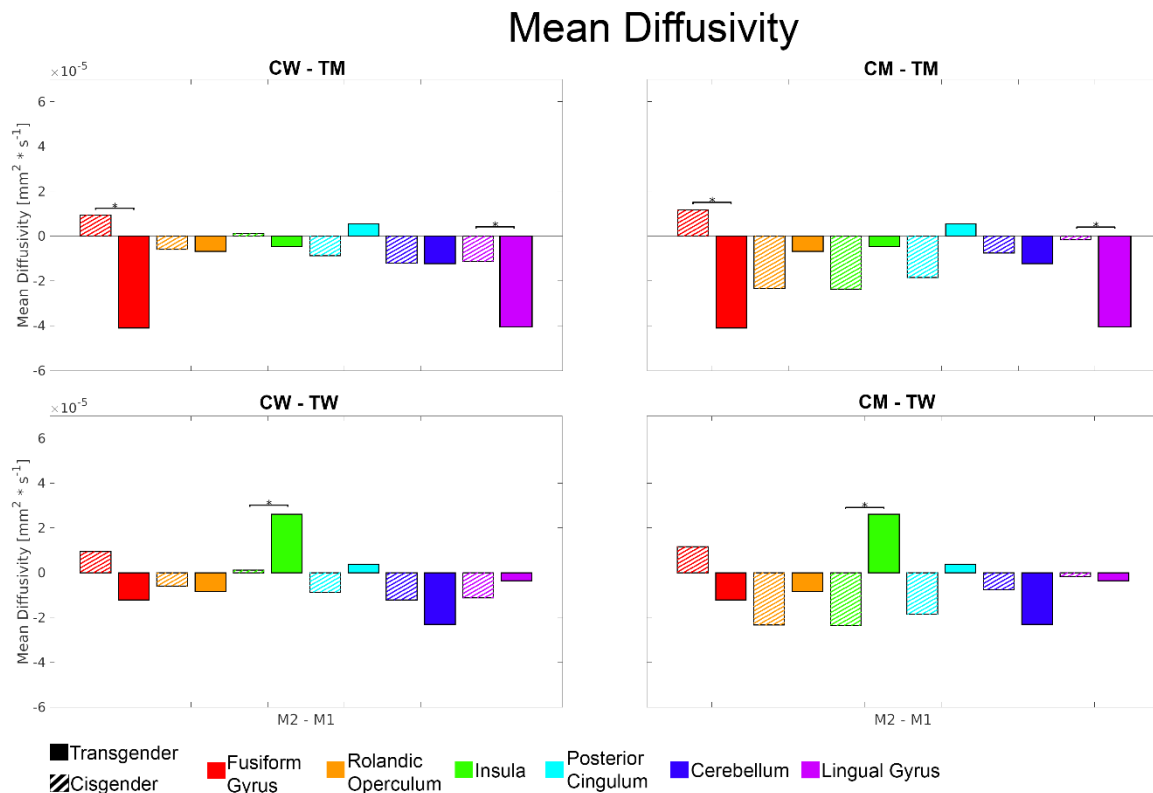 Mean Diffusivity
CW - TM
CM - TM
×10⁻⁵
6
4
2
0
-2
-4
-6
Mean Diffusivity [mm² * s⁻¹]
*
*
*
*
CW - TW
CM - TW
×10⁻⁵
6
4
2
0
-2
-4
-6
Mean Diffusivity [mm² * s⁻¹]
*
*
M2 - M1
M2 - M1
Transgender
Cisgender
Fusiform
Gyrus
Rolandic
Operculum
Insula
Posterior
Cingulum
Cerebellum
Lingual Gyrus